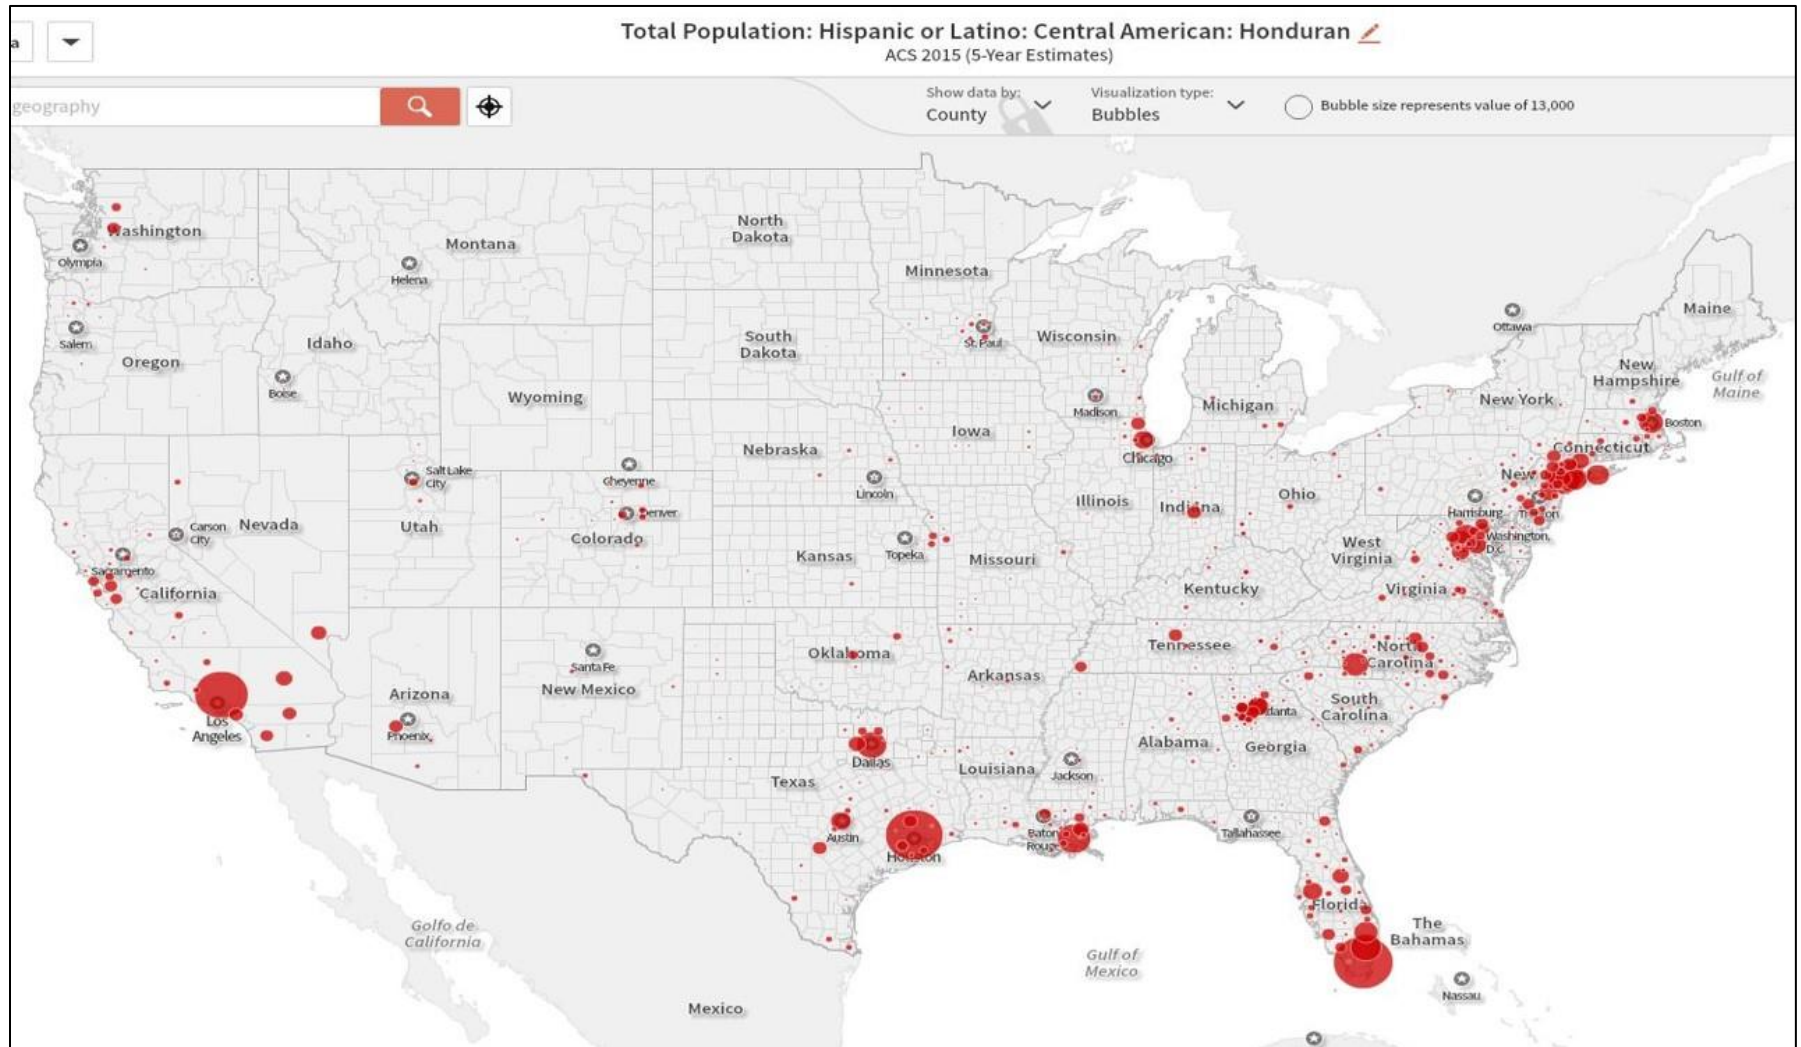 Total Population: Hispanic or Latino: Central American: Honduran
ACS 2015 (5-Year Estimates)
a
geography
Show data by:
County
Visualization type:
Bubbles
Bubble size represents value of 13,000
Washington
Olympia
Montana
Helena
North
Dakota
Minnesota
St. Paul
Wisconsin
Ottawa
Maine
Salem
Oregon
Idaho
Boise
South
Dakota
New
Hampshire
Gulf of
Maine
Wyoming
Madison
Michigan
New York
Boston
Iowa
Nebraska
Chicago
Connecticut
Salt Lake
City
Cheyenne
Lincoln
Illinois
Indiana
Ohio
New
Harrisburg
Carson
City
Nevada
Utah
Denver
Colorado
Topeka
Kansas
Missouri
West
Virginia
Washington,
D.C.
Sacramento
California
Kentucky
Virginia
Santa Fe
New Mexico
Oklahoma
Tennessee
North
Carolina
Arkansas
Arizona
Phoenix
Los
Angeles
South
Carolina
Alabama
Georgia
Dallas
Texas
Louisiana
Jackson
Austin
Houston
Baton
Rouge
Tallahassee
Florida
The
Bahamas
Nassau
Golfo de
California
Gulf of
Mexico
Mexico